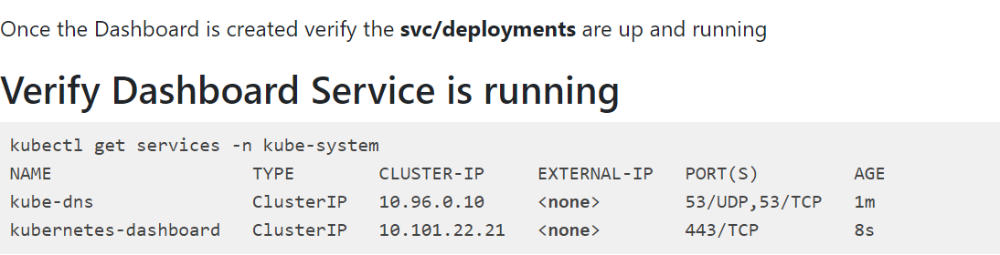 Once the Dashboard is created verify the svc/deployments are up and running
Verify Dashboard Service is running
kubectl get services -n kube-system
NAME                   TYPE        CLUSTER-IP     EXTERNAL-IP   PORT(S)         AGE
kube-dns               ClusterIP   10.96.0.10     <none>        53/UDP,53/TCP   1m
kubernetes-dashboard   ClusterIP   10.101.22.21   <none>        443/TCP         8s